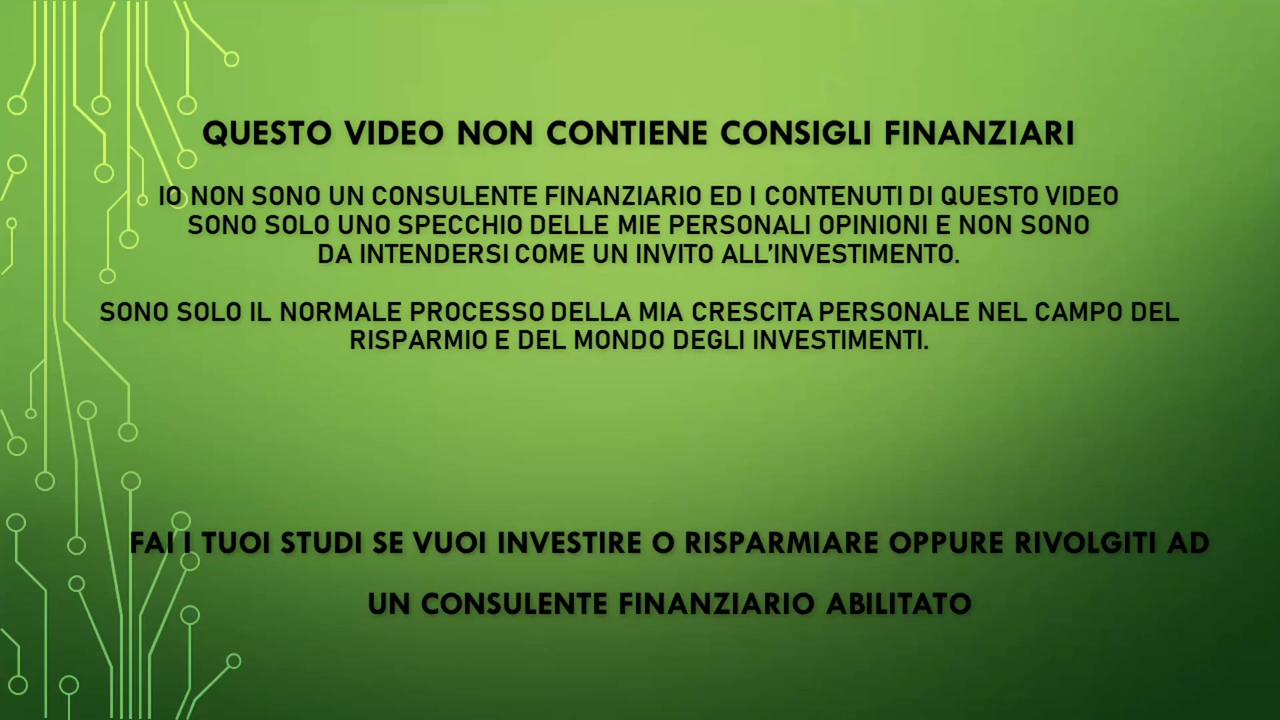 QUESTO VIDEO NON CONTIENE CONSIGLI FINANZIARI
IO NON SONO UN CONSULENTE FINANZIARIO ED I CONTENUTI DI QUESTO VIDEO
SONO SOLO UNO SPECCHIO DELLE MIE PERSONALI OPINIONI E NON SONO
DA INTENDERSI COME UN INVITO ALL'INVESTIMENTO.
SONO SOLO IL NORMALE PROCESSO DELLA MIA CRESCITA PERSONALE NEL CAMPO DEL
RISPARMIO E DEL MONDO DEGLI INVESTIMENTI.
FAI I TUOI STUDI SE VUOI INVESTIRE O RISPARMIARE OPPURE RIVOLGITI AD
UN CONSULENTE FINANZIARIO ABILITATO